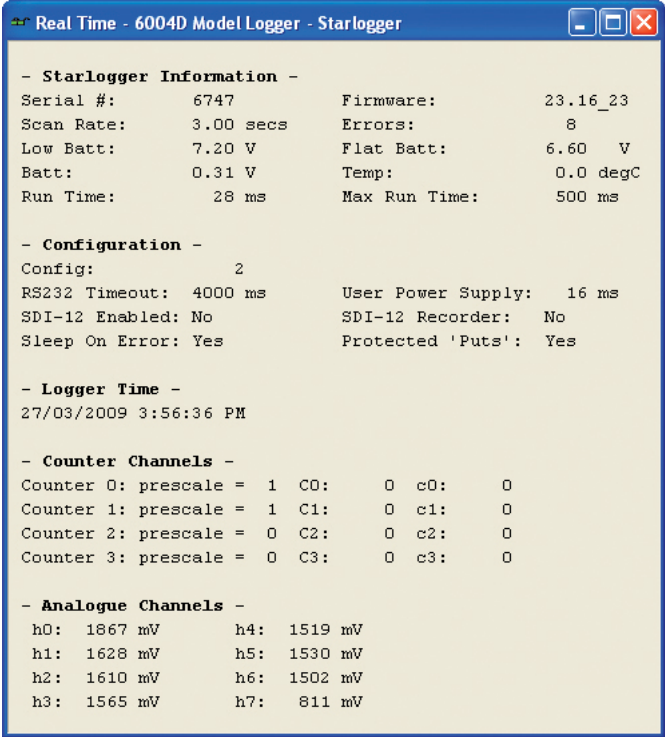 Real Time - 6004D Model Logger - Starlogger
- Starlogger Information -
Serial #: 6747 Firmware: 23.16_23
Scan Rate: 3.00 secs Errors: 8
Low Batt: 7.20 V Flat Batt: 6.60 V
Batt: 0.31 V Temp: 0.0 degC
Run Time: 28 ms Max Run Time: 500 ms
- Configuration -
Config: 2
RS232 Timeout: 4000 ms User Power Supply: 16 ms
SDI-12 Enabled: No SDI-12 Recorder: No
Sleep On Error: Yes Protected 'Puts': Yes
- Logger Time -
27/03/2009 3:56:36 PM
- Counter Channels -
Counter 0: prescale = 1 C0: 0 c0: 0
Counter 1: prescale = 1 C1: 0 c1: 0
Counter 2: prescale = 0 C2: 0 c2: 0
Counter 3: prescale = 0 C3: 0 c3: 0
- Analogue Channels -
h0: 1867 mV h4: 1519 mV
h1: 1628 mV h5: 1530 mV
h2: 1610 mV h6: 1502 mV
h3: 1565 mV h7: 811 mV